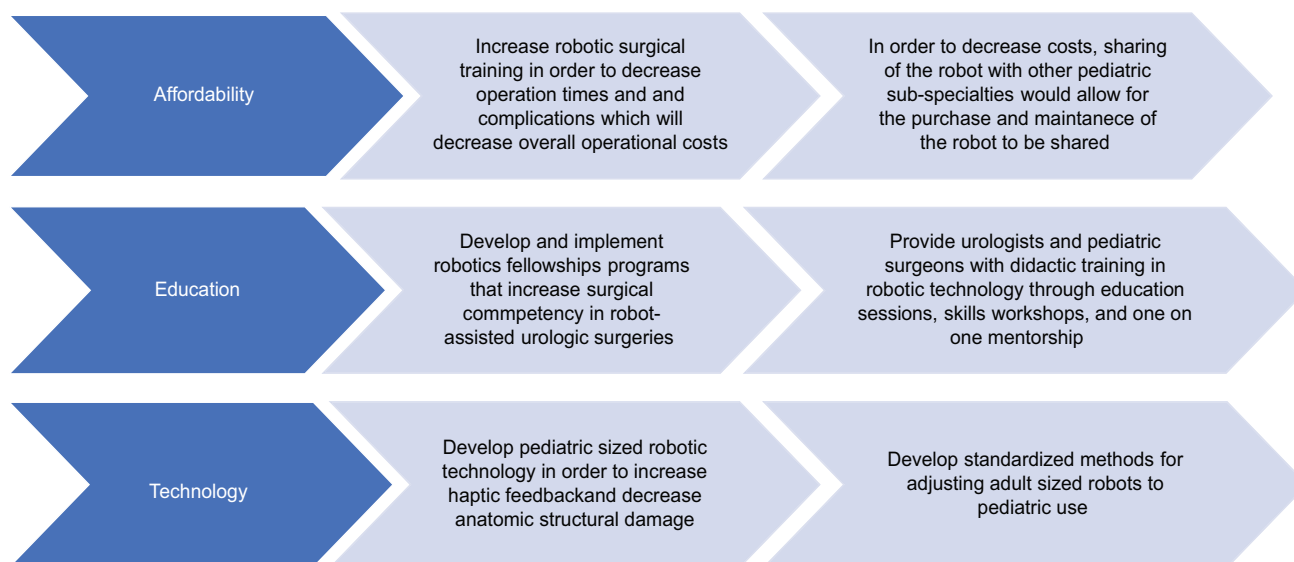 Affordability
Increase robotic surgical
training in order to decrease
operation times and and
complications which will
decrease overall operational costs
In order to decrease costs, sharing
of the robot with other pediatric
sub-specialties would allow for
the purchase and maintanece of
the robot to be shared
Education
Develop and implement
robotics fellowships programs
that increase surgical
commpetency in robot-
assisted urologic surgeries
Provide urologists and pediatric
surgeons with didactic training in
robotic technology through education
sessions, skills workshops, and one on
one mentorship
Technology
Develop pediatric sized robotic
technology in order to increase
haptic feedbackand decrease
anatomic structural damage
Develop standardized methods for
adjusting adult sized robots to
pediatric use